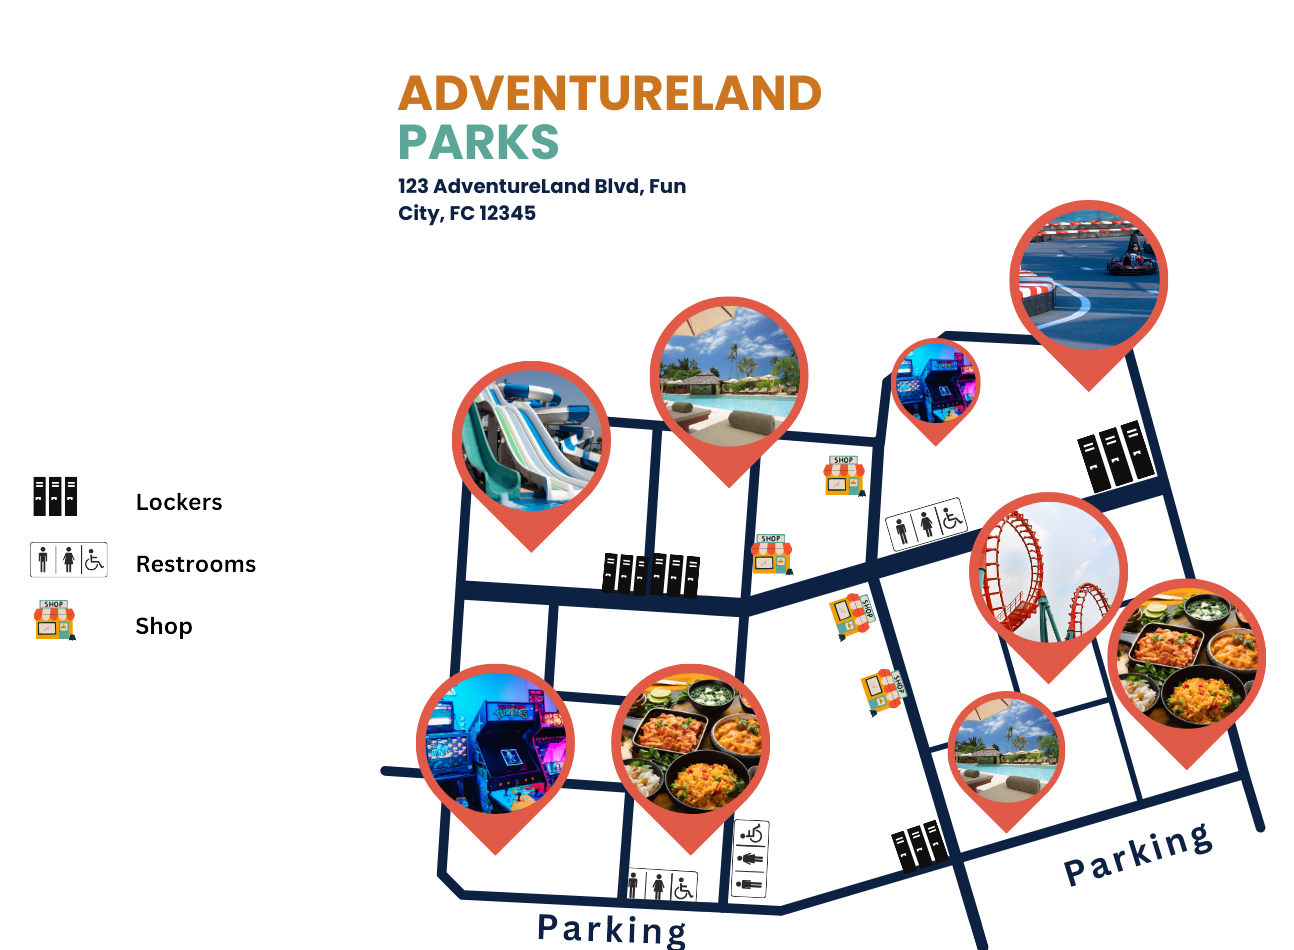 ADVENTURELAND
PARKS
123 AdventureLand Blvd, Fun
City, FC 12345
SHOP
SHOP
Lockers
Restrooms
SHOP
Shop
SHOP
SHOP
Parking
Parking